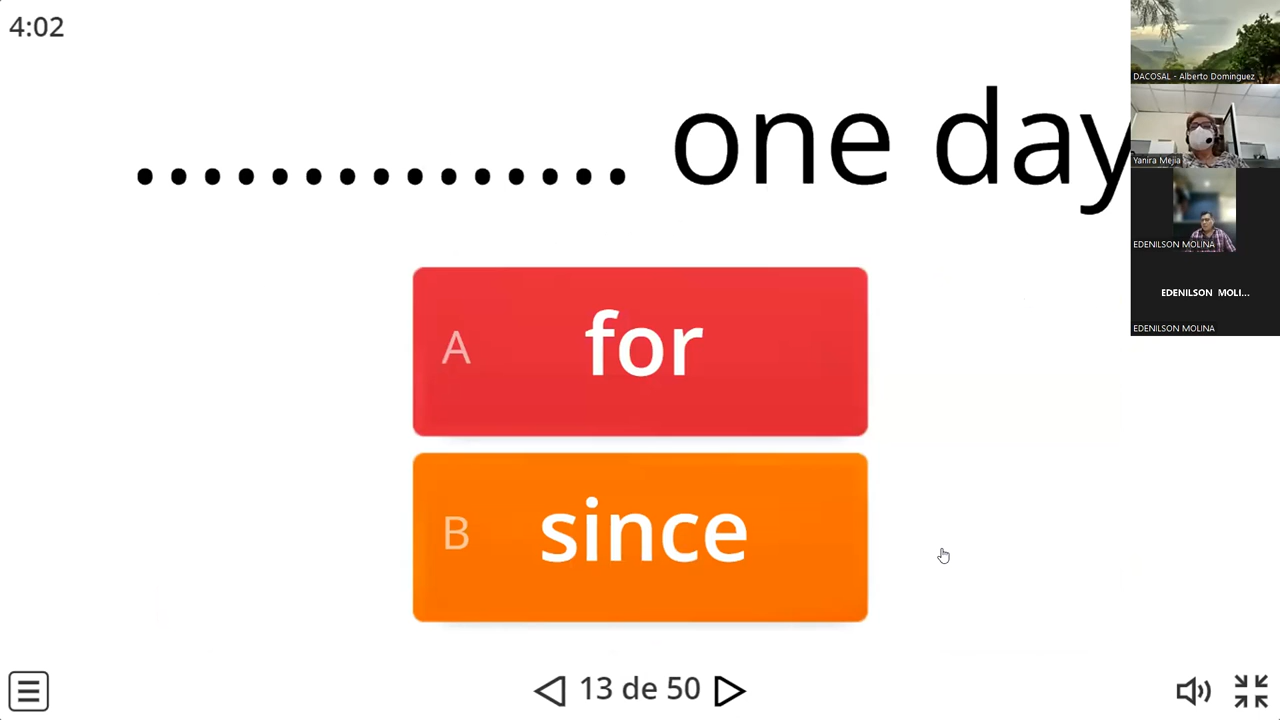 4:02
............... one day
A for
B since
13 de 50
DACOSAL - Alberto Dominguez
Yanira Mejia
EDENILSON MOLINA
EDENILSON MOLI...
EDENILSON MOLINA